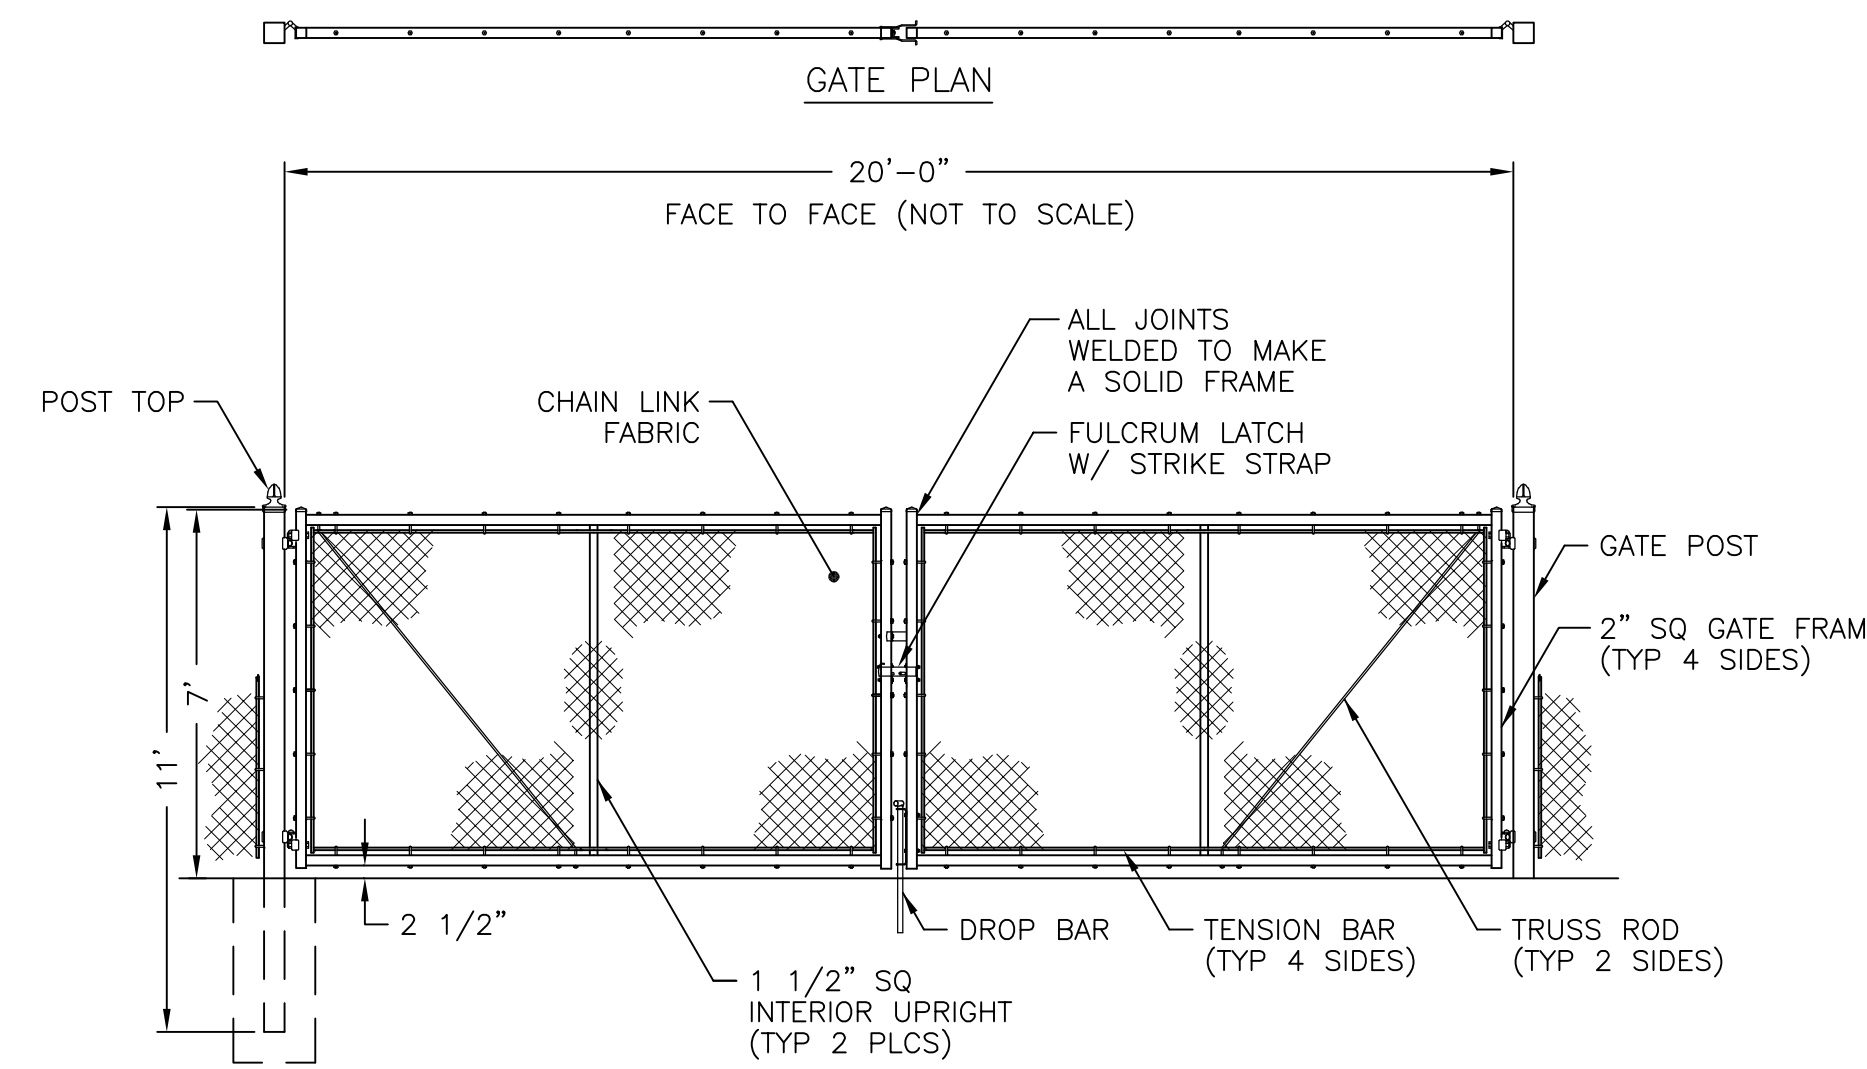 GATE PLAN
20'-0"
FACE TO FACE (NOT TO SCALE)
ALL JOINTS
WELDED TO MAKE
A SOLID FRAME
POST TOP
CHAIN LINK
FABRIC
FULCRUM LATCH
W/ STRIKE STRAP
GATE POST
2" SQ GATE FRAM
(TYP 4 SIDES)
7'
11'
2 1/2"
DROP BAR
TENSION BAR
(TYP 4 SIDES)
TRUSS ROD
(TYP 2 SIDES)
1 1/2" SQ
INTERIOR UPRIGHT
(TYP 2 PLCS)